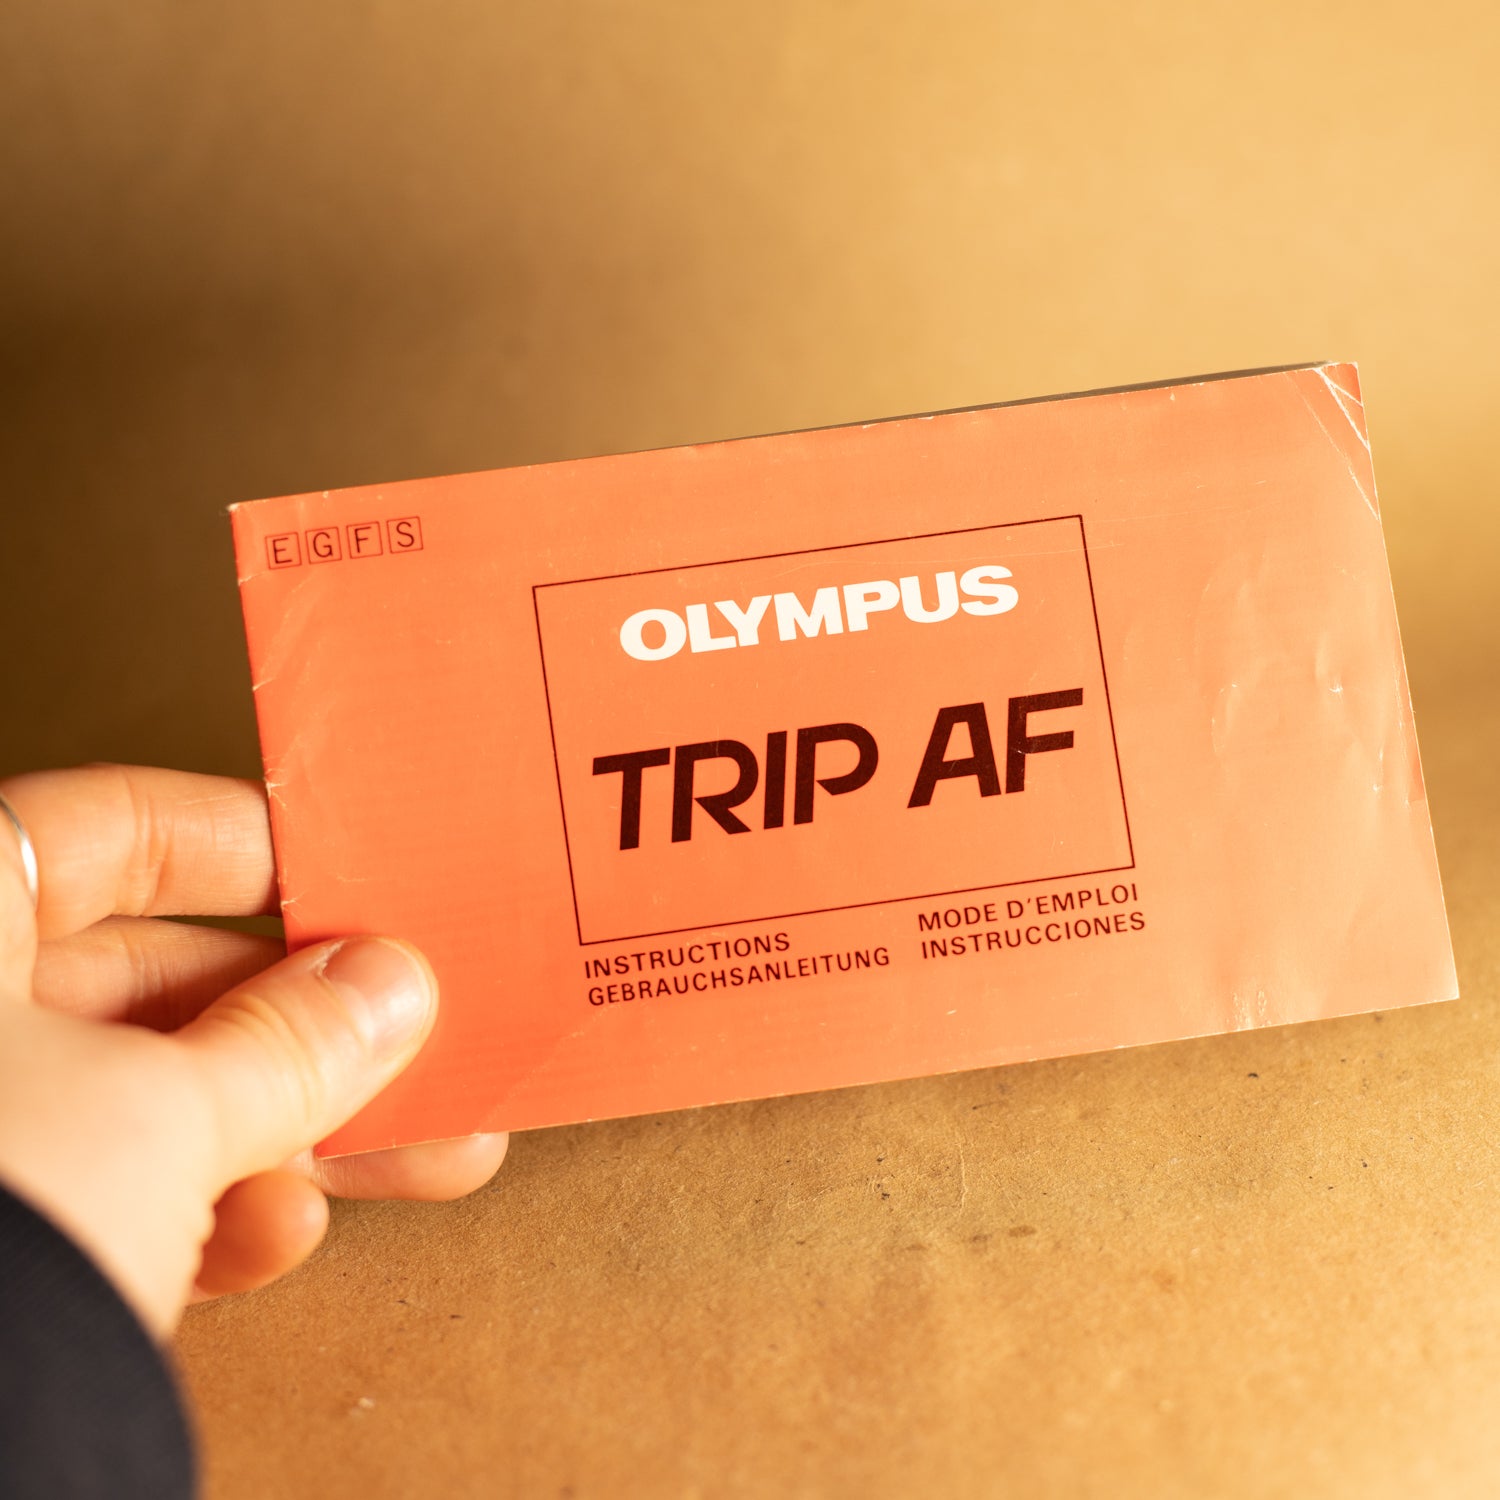 E G F S
OLYMPUS
TRIP AF
INSTRUCTIONS
GEBRAUCHSANLEITUNG
MODE D'EMPLOI
INSTRUCCIONES